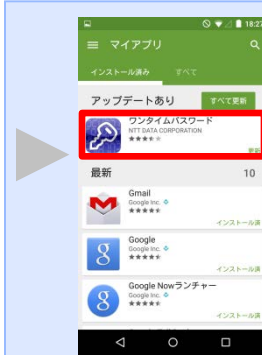 18:27
マイアプリ
インストール済み すべて
アップデートあり すべて更新
ワンタイムパスワード
NTT DATA CORPORATION
更新
最新 10
Gmail
Google Inc.
インストール済
Google
Google Inc.
インストール済
Google Nowランチャー
Google Inc.
インストール済